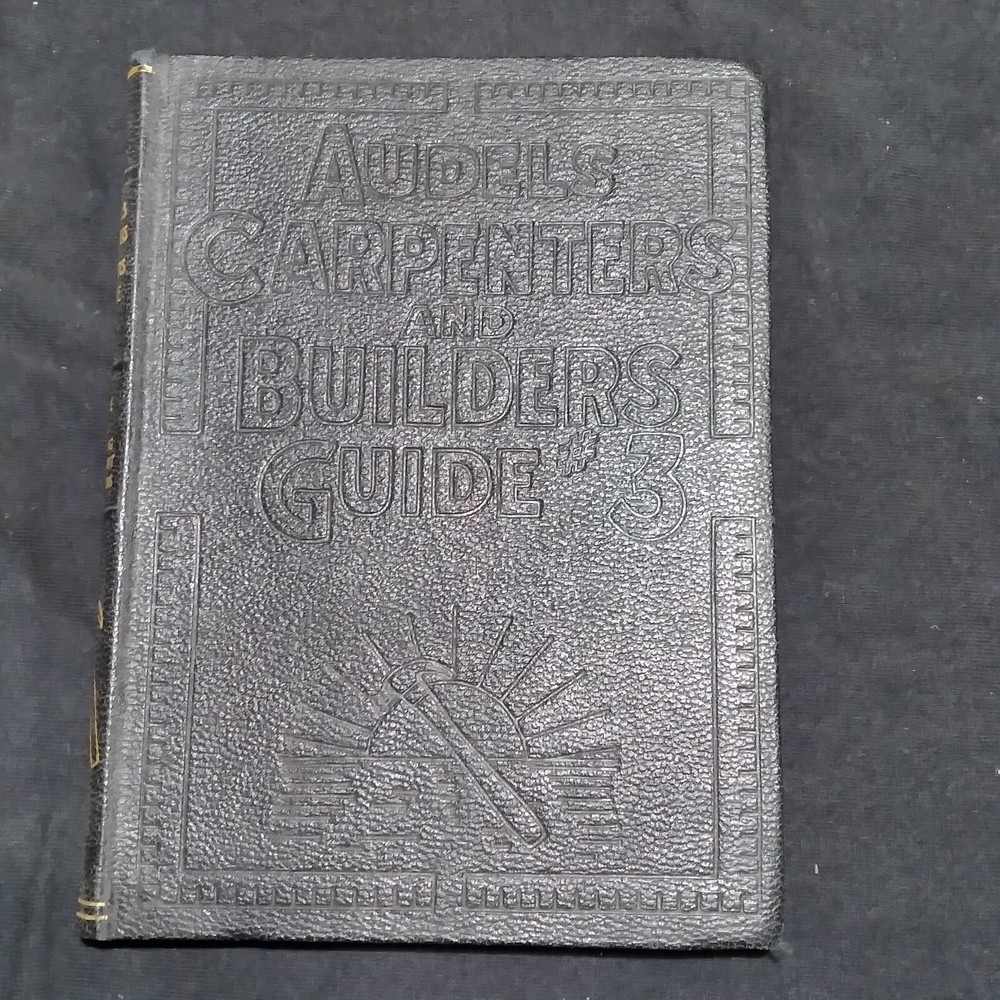 AUDELS
CARPENTERS
AND
BUILDERS
GUIDE #3